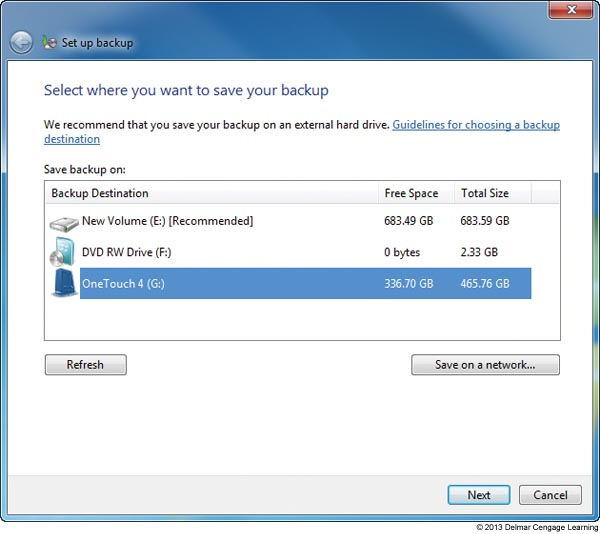 Set up backup
Select where you want to save your backup
We recommend that you save your backup on an external hard drive. Guidelines for choosing a backup
destination
Save backup on:
Backup Destination Free Space Total Size
New Volume (E:) [Recommended] 683.49 GB 683.59 GB
DVD RW Drive (F:) 0 bytes 2.33 GB
OneTouch 4 (G:) 336.70 GB 465.76 GB
Refresh Save on a network...
Next Cancel
© 2013 Delmar Cengage Learning